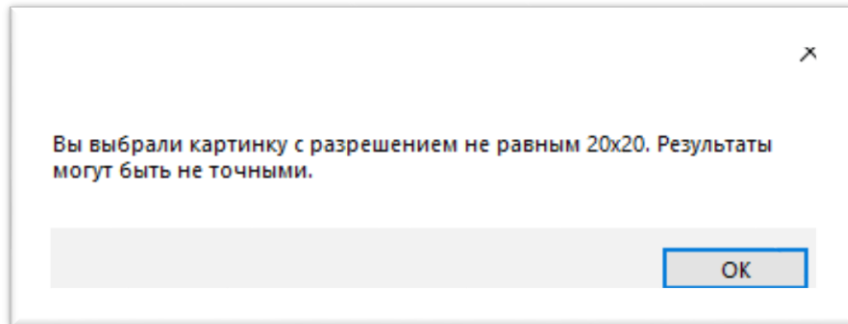 Вы выбрали картинку с разрешением не равным 20x20. Результаты
могут быть не точными.
OK